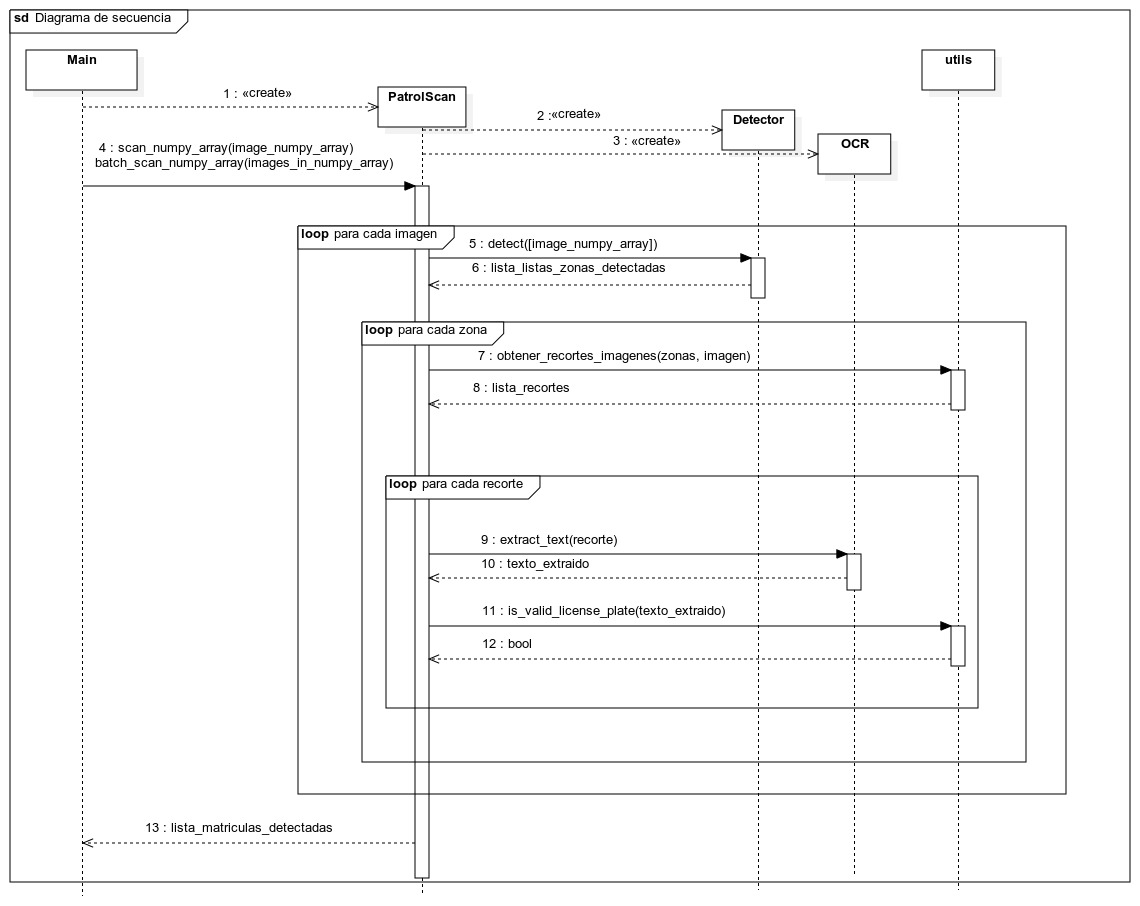 sd Diagrama de secuencia
Main
utils
PatrolScan
1 : «create»
Detector
2 :«create»
OCR
3 : «create»
4 : scan_numpy_array(image_numpy_array)
batch_scan_numpy_array(images_in_numpy_array)
loop para cada imagen
5 : detect([image_numpy_array])
6 : lista_listas_zonas_detectadas
loop para cada zona
7 : obtener_recortes_imagenes(zonas, imagen)
8 : lista_recortes
loop para cada recorte
9 : extract_text(recorte)
10 : texto_extraido
11 : is_valid_license_plate(texto_extraido)
12 : bool
13 : lista_matriculas_detectadas